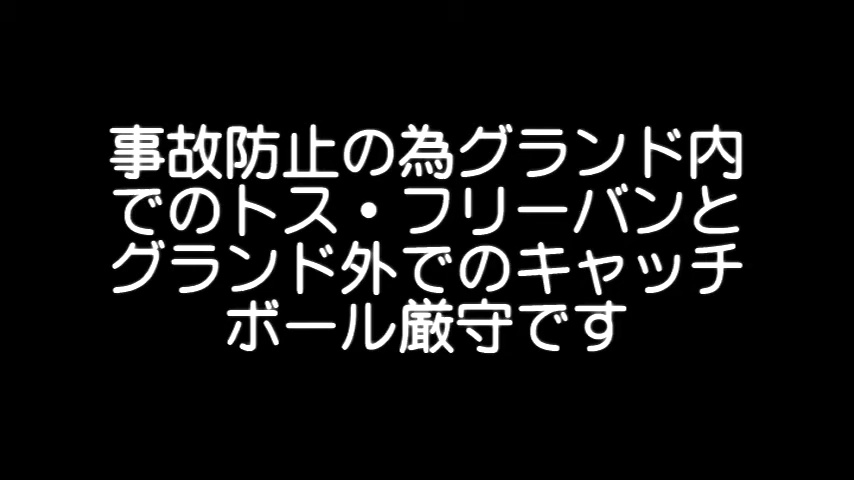 事故防止の為グランド内
でのトス・フリーバンと
グランド外でのキャッチ
ボール厳守です